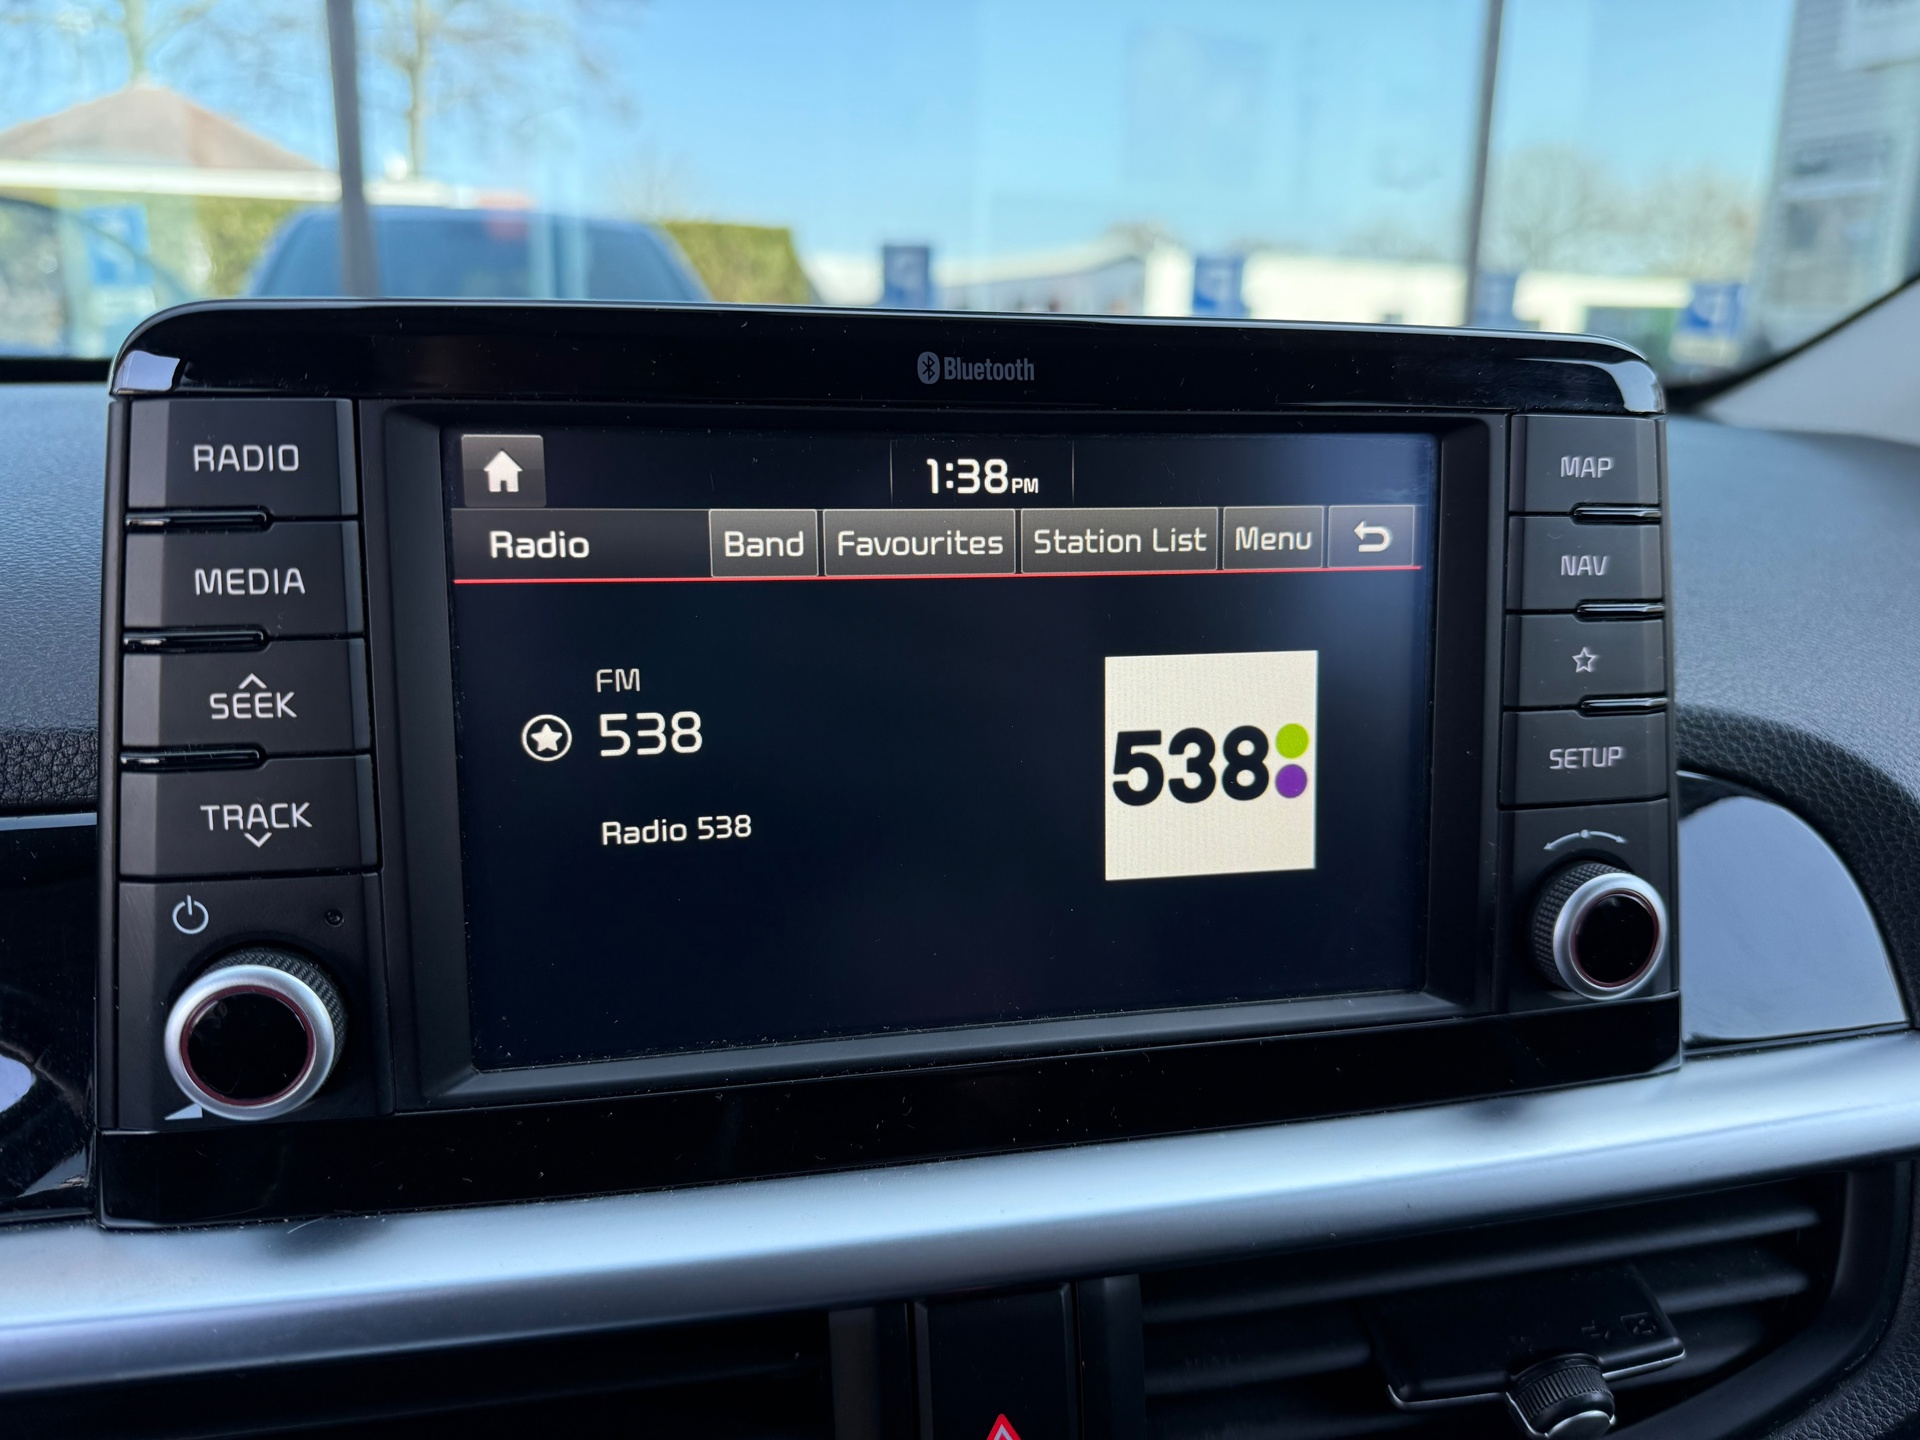 Bluetooth
RADIO
MEDIA
SEEK
TRACK
1:38PM
Radio
Band
Favourites
Station List
Menu
FM
538
Radio 538
538
MAP
NAV
SETUP